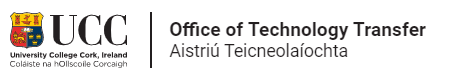 UCC
University College Cork, Ireland
Coláiste na hOllscoile Corcaigh
Office of Technology Transfer
Aistriú Teicneolaíochta